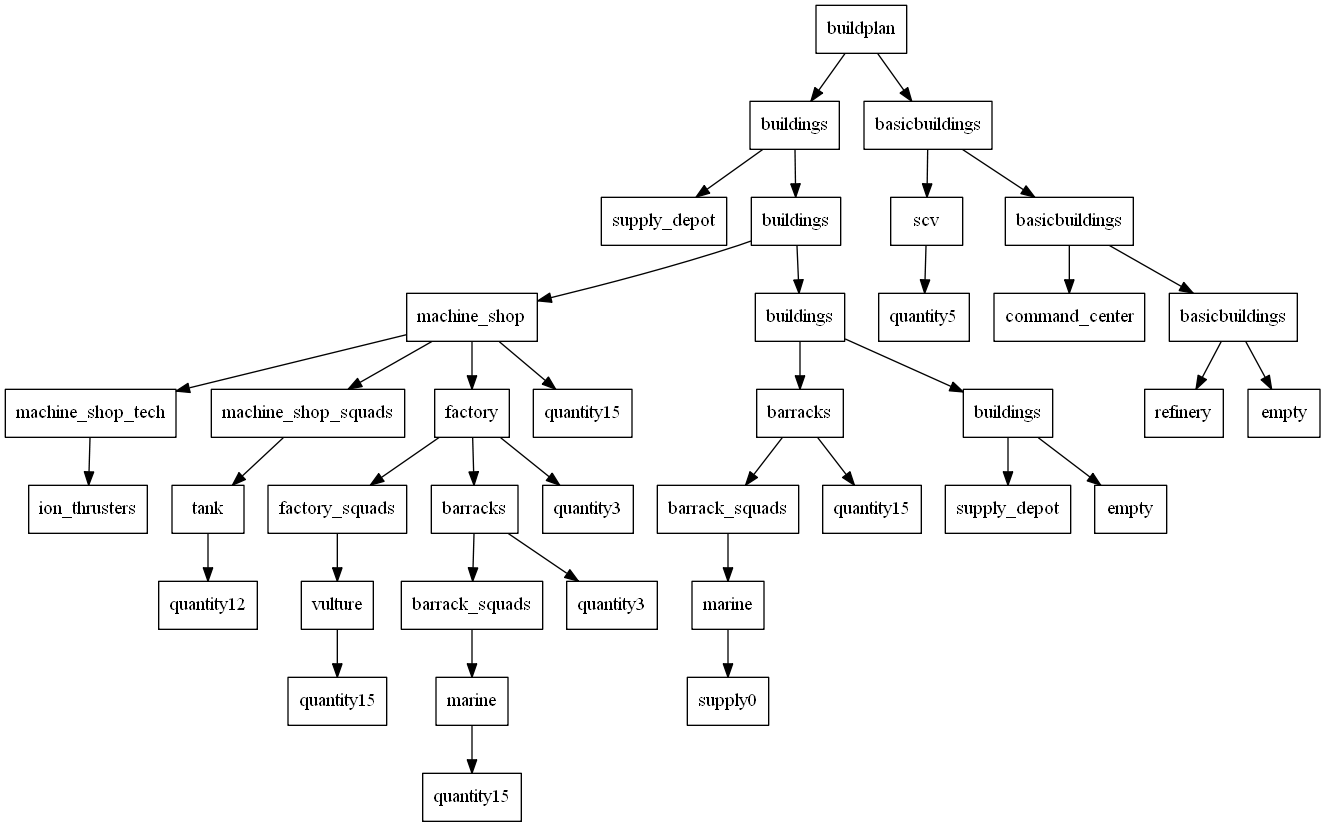 buildplan
buildings
basicbuildings
supply_depot
buildings
scv
basicbuildings
machine_shop
buildings
quantity5
command_center
basicbuildings
machine_shop_tech
machine_shop_squads
factory
quantity15
barracks
buildings
refinery
empty
ion_thrusters
tank
factory_squads
barracks
quantity3
barrack_squads
quantity15
supply_depot
empty
quantity12
vulture
barrack_squads
quantity3
marine
quantity15
marine
supply0
quantity15